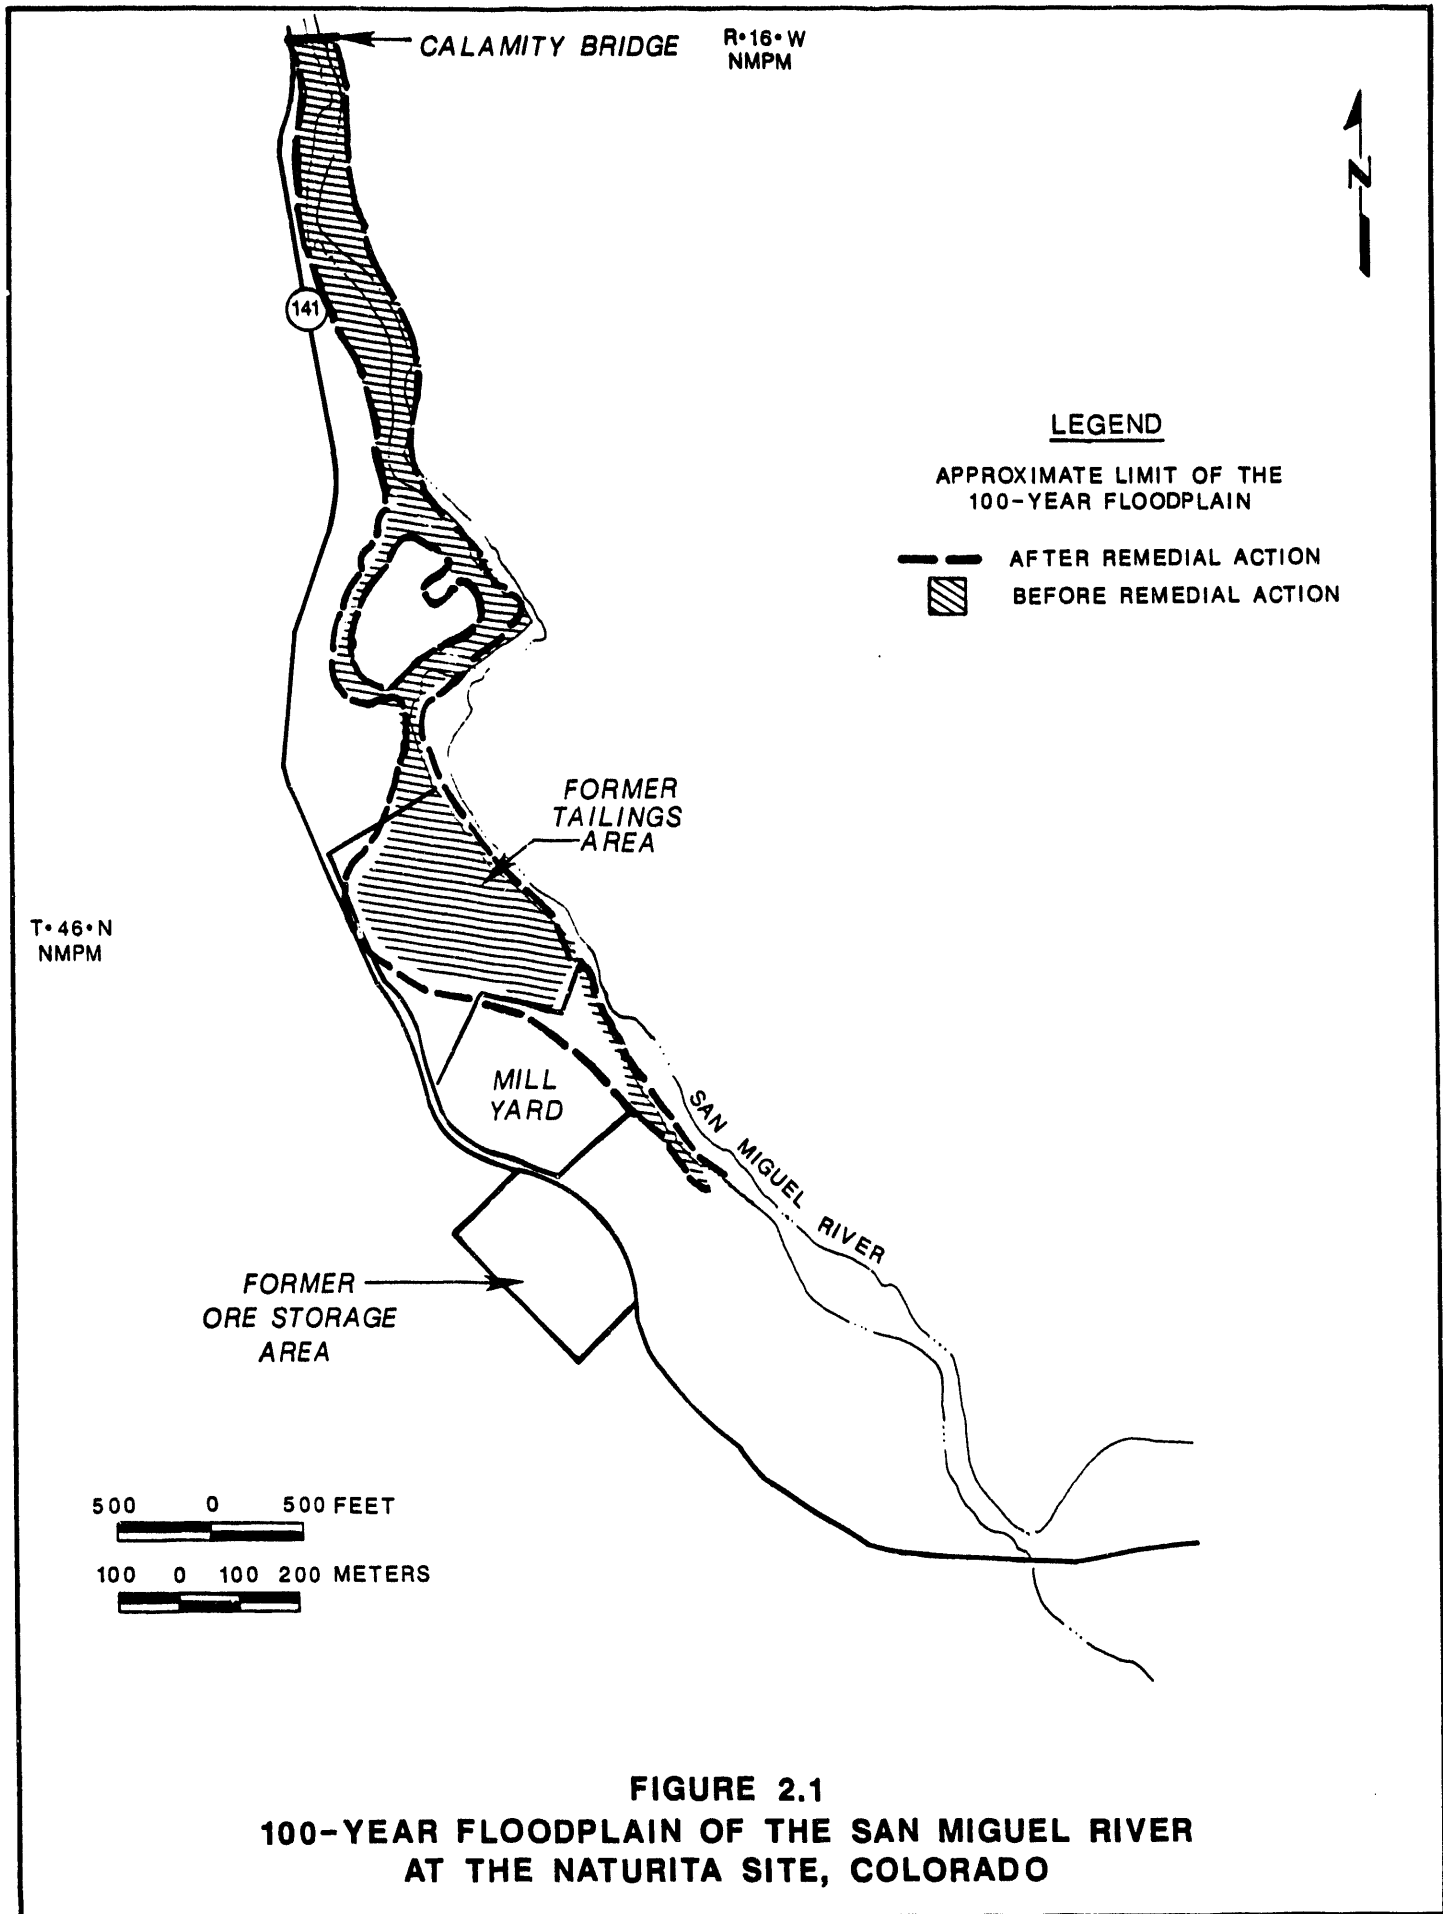 CALAMITY BRIDGE
R•16•W
NMPM
N
141
LEGEND
APPROXIMATE LIMIT OF THE
100-YEAR FLOODPLAIN
AFTER REMEDIAL ACTION
BEFORE REMEDIAL ACTION
FORMER
TAILINGS
AREA
T•46•N
NMPM
MILL
YARD
SAN MIGUEL RIVER
FORMER
ORE STORAGE
AREA
500 0 500 FEET
100 0 100 200 METERS
FIGURE 2.1
100-YEAR FLOODPLAIN OF THE SAN MIGUEL RIVER
AT THE NATURITA SITE, COLORADO